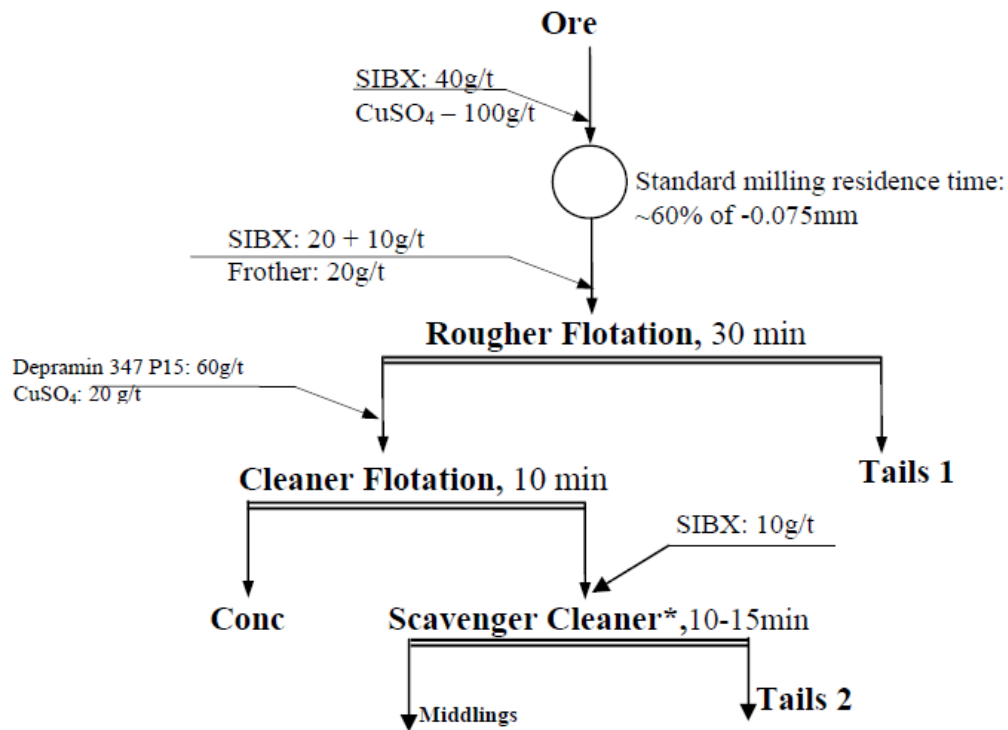 Ore
SIBX: 40g/t
CuSO₄ – 100g/t
Standard milling residence time:
~60% of -0.075mm
SIBX: 20 + 10g/t
Frother: 20g/t
Rougher Flotation, 30 min
Depramin 347 P15: 60g/t
CuSO₄: 20 g/t
Tails 1
Cleaner Flotation, 10 min
SIBX: 10g/t
Conc
Scavenger Cleaner*,10-15min
Middlings
Tails 2